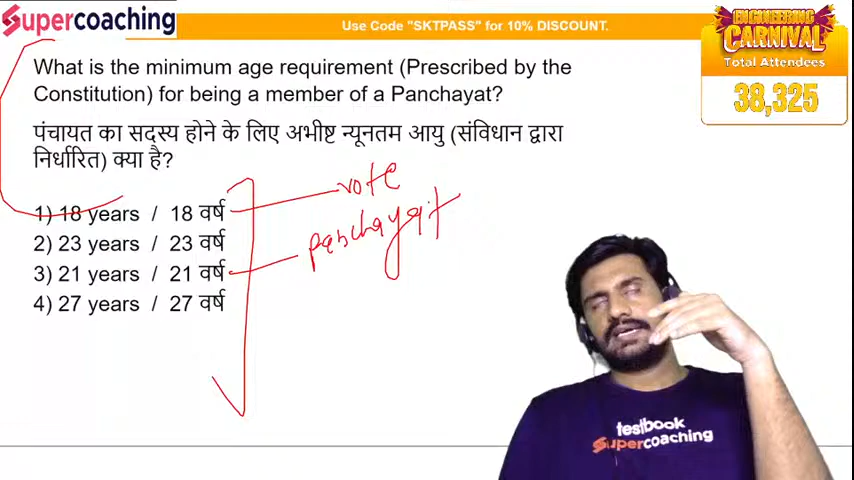 Supercoaching
Use Code "SKTPASS" for 10% DISCOUNT.
ENGINEERING
CARNIVAL
Total Attendees
38,325
What is the minimum age requirement (Prescribed by the
Constitution) for being a member of a Panchayat?
पंचायत का सदस्य होने के लिए अभीष्ट न्यूनतम आयु (संविधान द्वारा
निर्धारित) क्या है?
1) 18 years / 18 वर्ष
vote
2) 23 years / 23 वर्ष
panchayat
3) 21 years / 21 वर्ष
4) 27 years / 27 वर्ष
testbook
Supercoaching